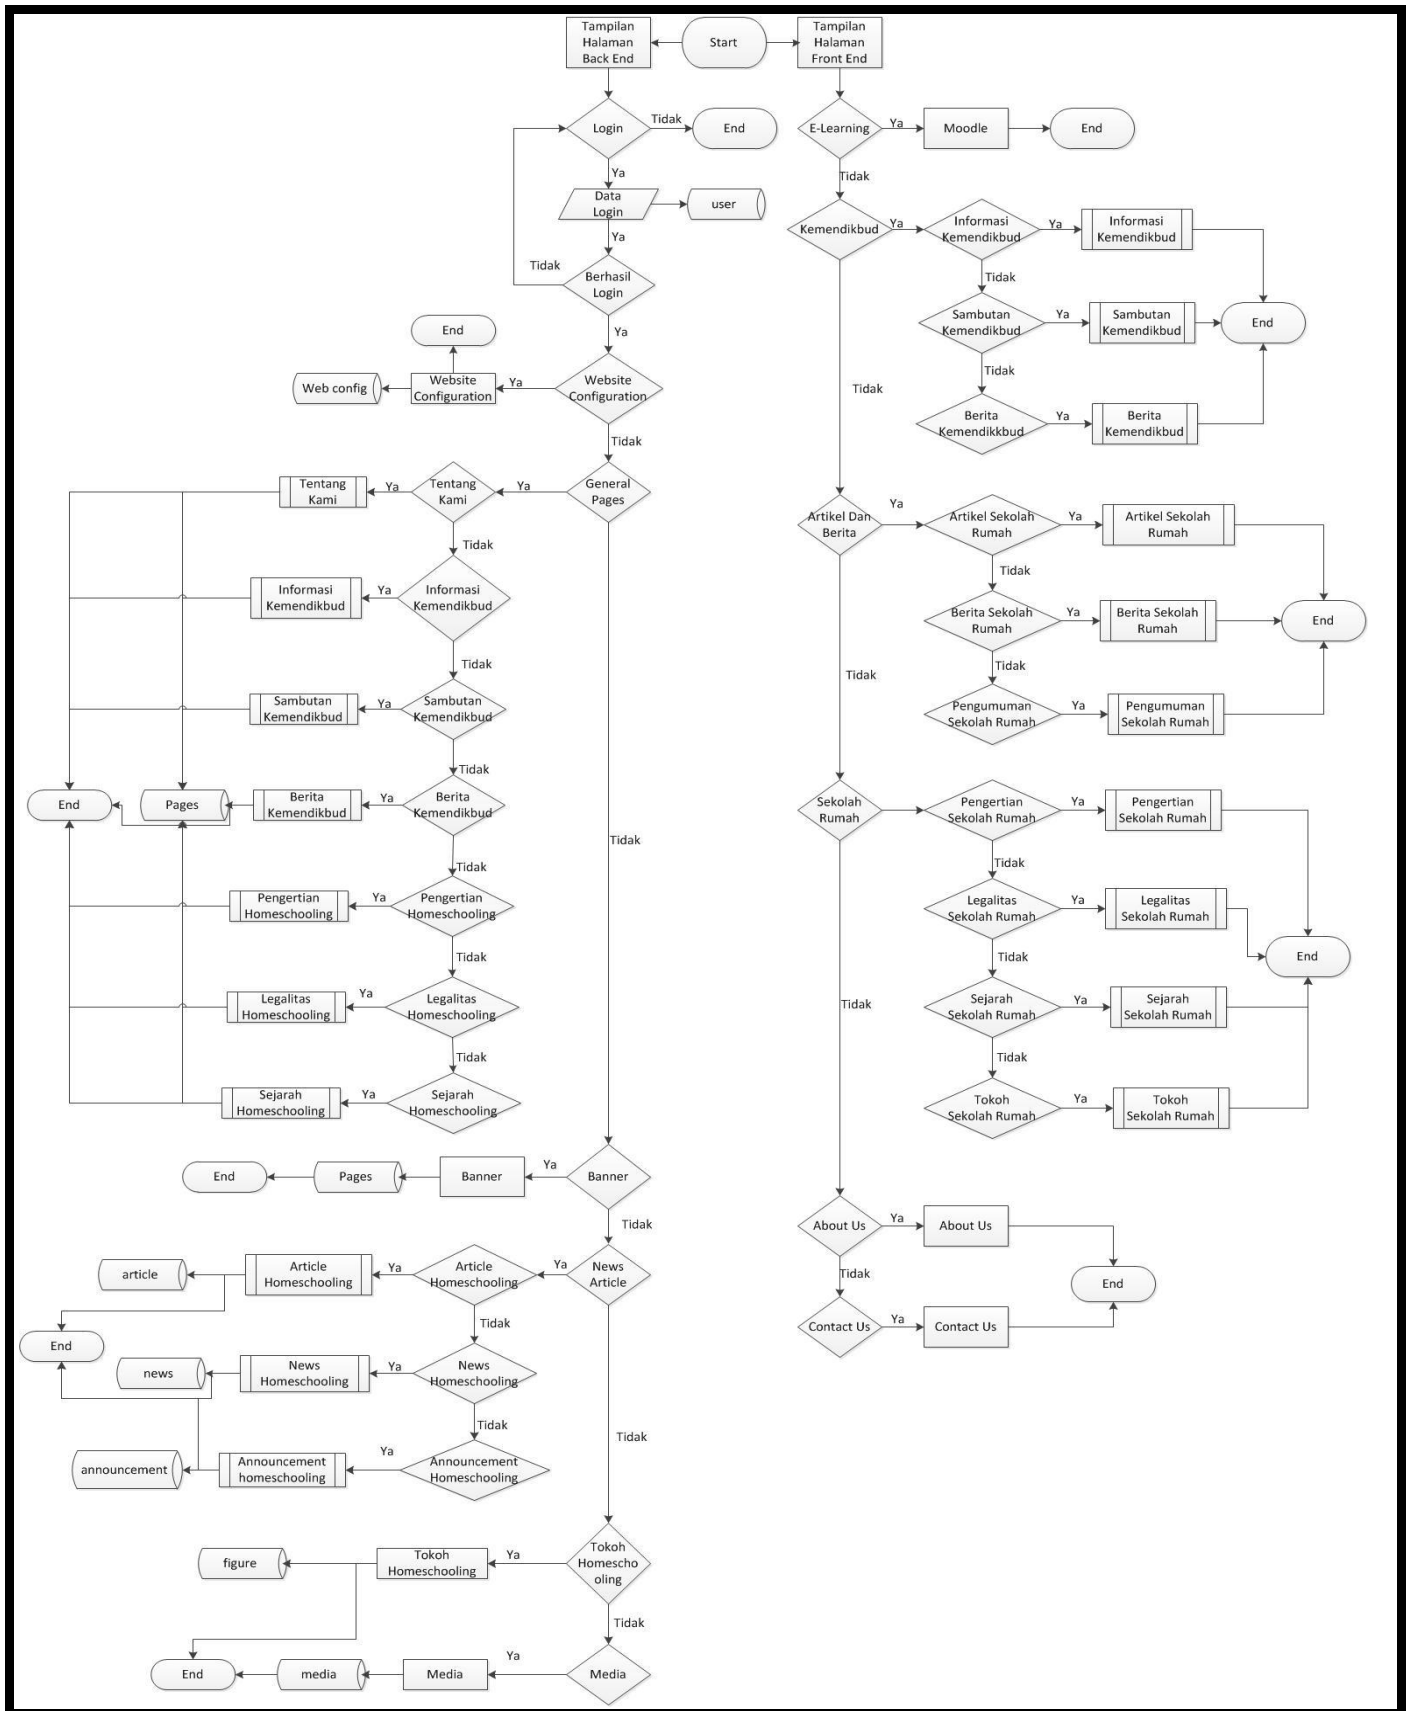 Tampilan
Halaman
Back End
Start
Tampilan
Halaman
Front End
Login
Tidak
End
Ya
Data
Login
user
Ya
Berhasil
Login
Tidak
Ya
End
Web config
Website
Configuration
Ya
Website
Configuration
Tidak
Tentang
Kami
Ya
Tentang
Kami
Ya
General
Pages
Tidak
Informasi
Kemendikbud
Ya
Informasi
Kemendikbud
Tidak
Sambutan
Kemendikbud
Ya
Sambutan
Kemendikbud
Tidak
End
Pages
Berita
Kemendikbud
Ya
Berita
Kemendikbud
Tidak
Tidak
Pengertian
Homeschooling
Ya
Pengertian
Homeschooling
Tidak
Legalitas
Homeschooling
Ya
Legalitas
Homeschooling
Tidak
Sejarah
Homeschooling
Ya
Sejarah
Homeschooling
End
Pages
Banner
Ya
Banner
Tidak
article
Article
Homeschooling
Ya
Article
Homeschooling
Ya
News
Article
Tidak
End
news
News
Homeschooling
Ya
News
Homeschooling
Tidak
Tidak
announcement
Announcement
homeschooling
Ya
Announcement
Homeschooling
figure
Tokoh
Homeschooling
Ya
Tokoh
Homescho
oling
Tidak
End
media
Media
Ya
Media
E-Learning
Ya
Moodle
End
Tidak
Kemendikbud
Ya
Informasi
Kemendikbud
Ya
Informasi
Kemendikbud
Tidak
Sambutan
Kemendikbud
Ya
Sambutan
Kemendikbud
End
Tidak
Tidak
Berita
Kemendikkbud
Ya
Berita
Kemendikbud
Artikel Dan
Berita
Ya
Artikel Sekolah
Rumah
Ya
Artikel Sekolah
Rumah
Tidak
Berita Sekolah
Rumah
Ya
Berita Sekolah
Rumah
End
Tidak
Tidak
Pengumuman
Sekolah Rumah
Ya
Pengumuman
Sekolah Rumah
Sekolah
Rumah
Pengertian
Sekolah Rumah
Ya
Pengertian
Sekolah Rumah
Tidak
Legalitas
Sekolah Rumah
Ya
Legalitas
Sekolah Rumah
Tidak
End
Tidak
Sejarah
Sekolah Rumah
Ya
Sejarah
Sekolah Rumah
Tidak
Tokoh
Sekolah Rumah
Ya
Tokoh
Sekolah Rumah
About Us
Ya
About Us
Tidak
End
Contact Us
Ya
Contact Us